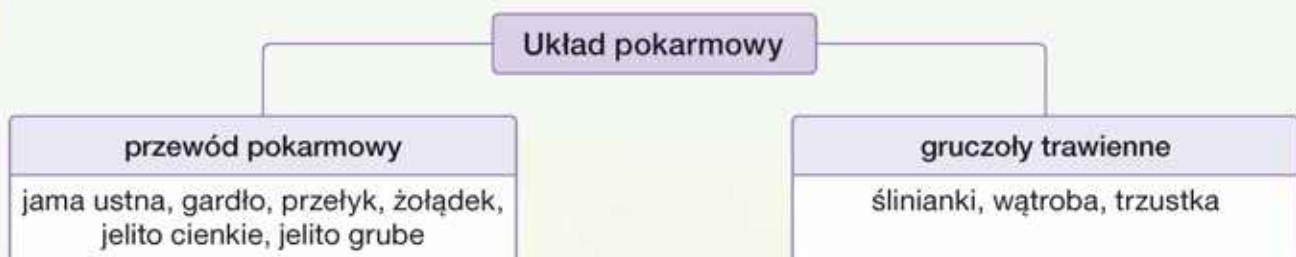 Układ pokarmowy
przewód pokarmowy
jama ustna, gardło, przełyk, żołądek,
jelito cienkie, jelito grube
gruczoły trawienne
ślinianki, wątroba, trzustka